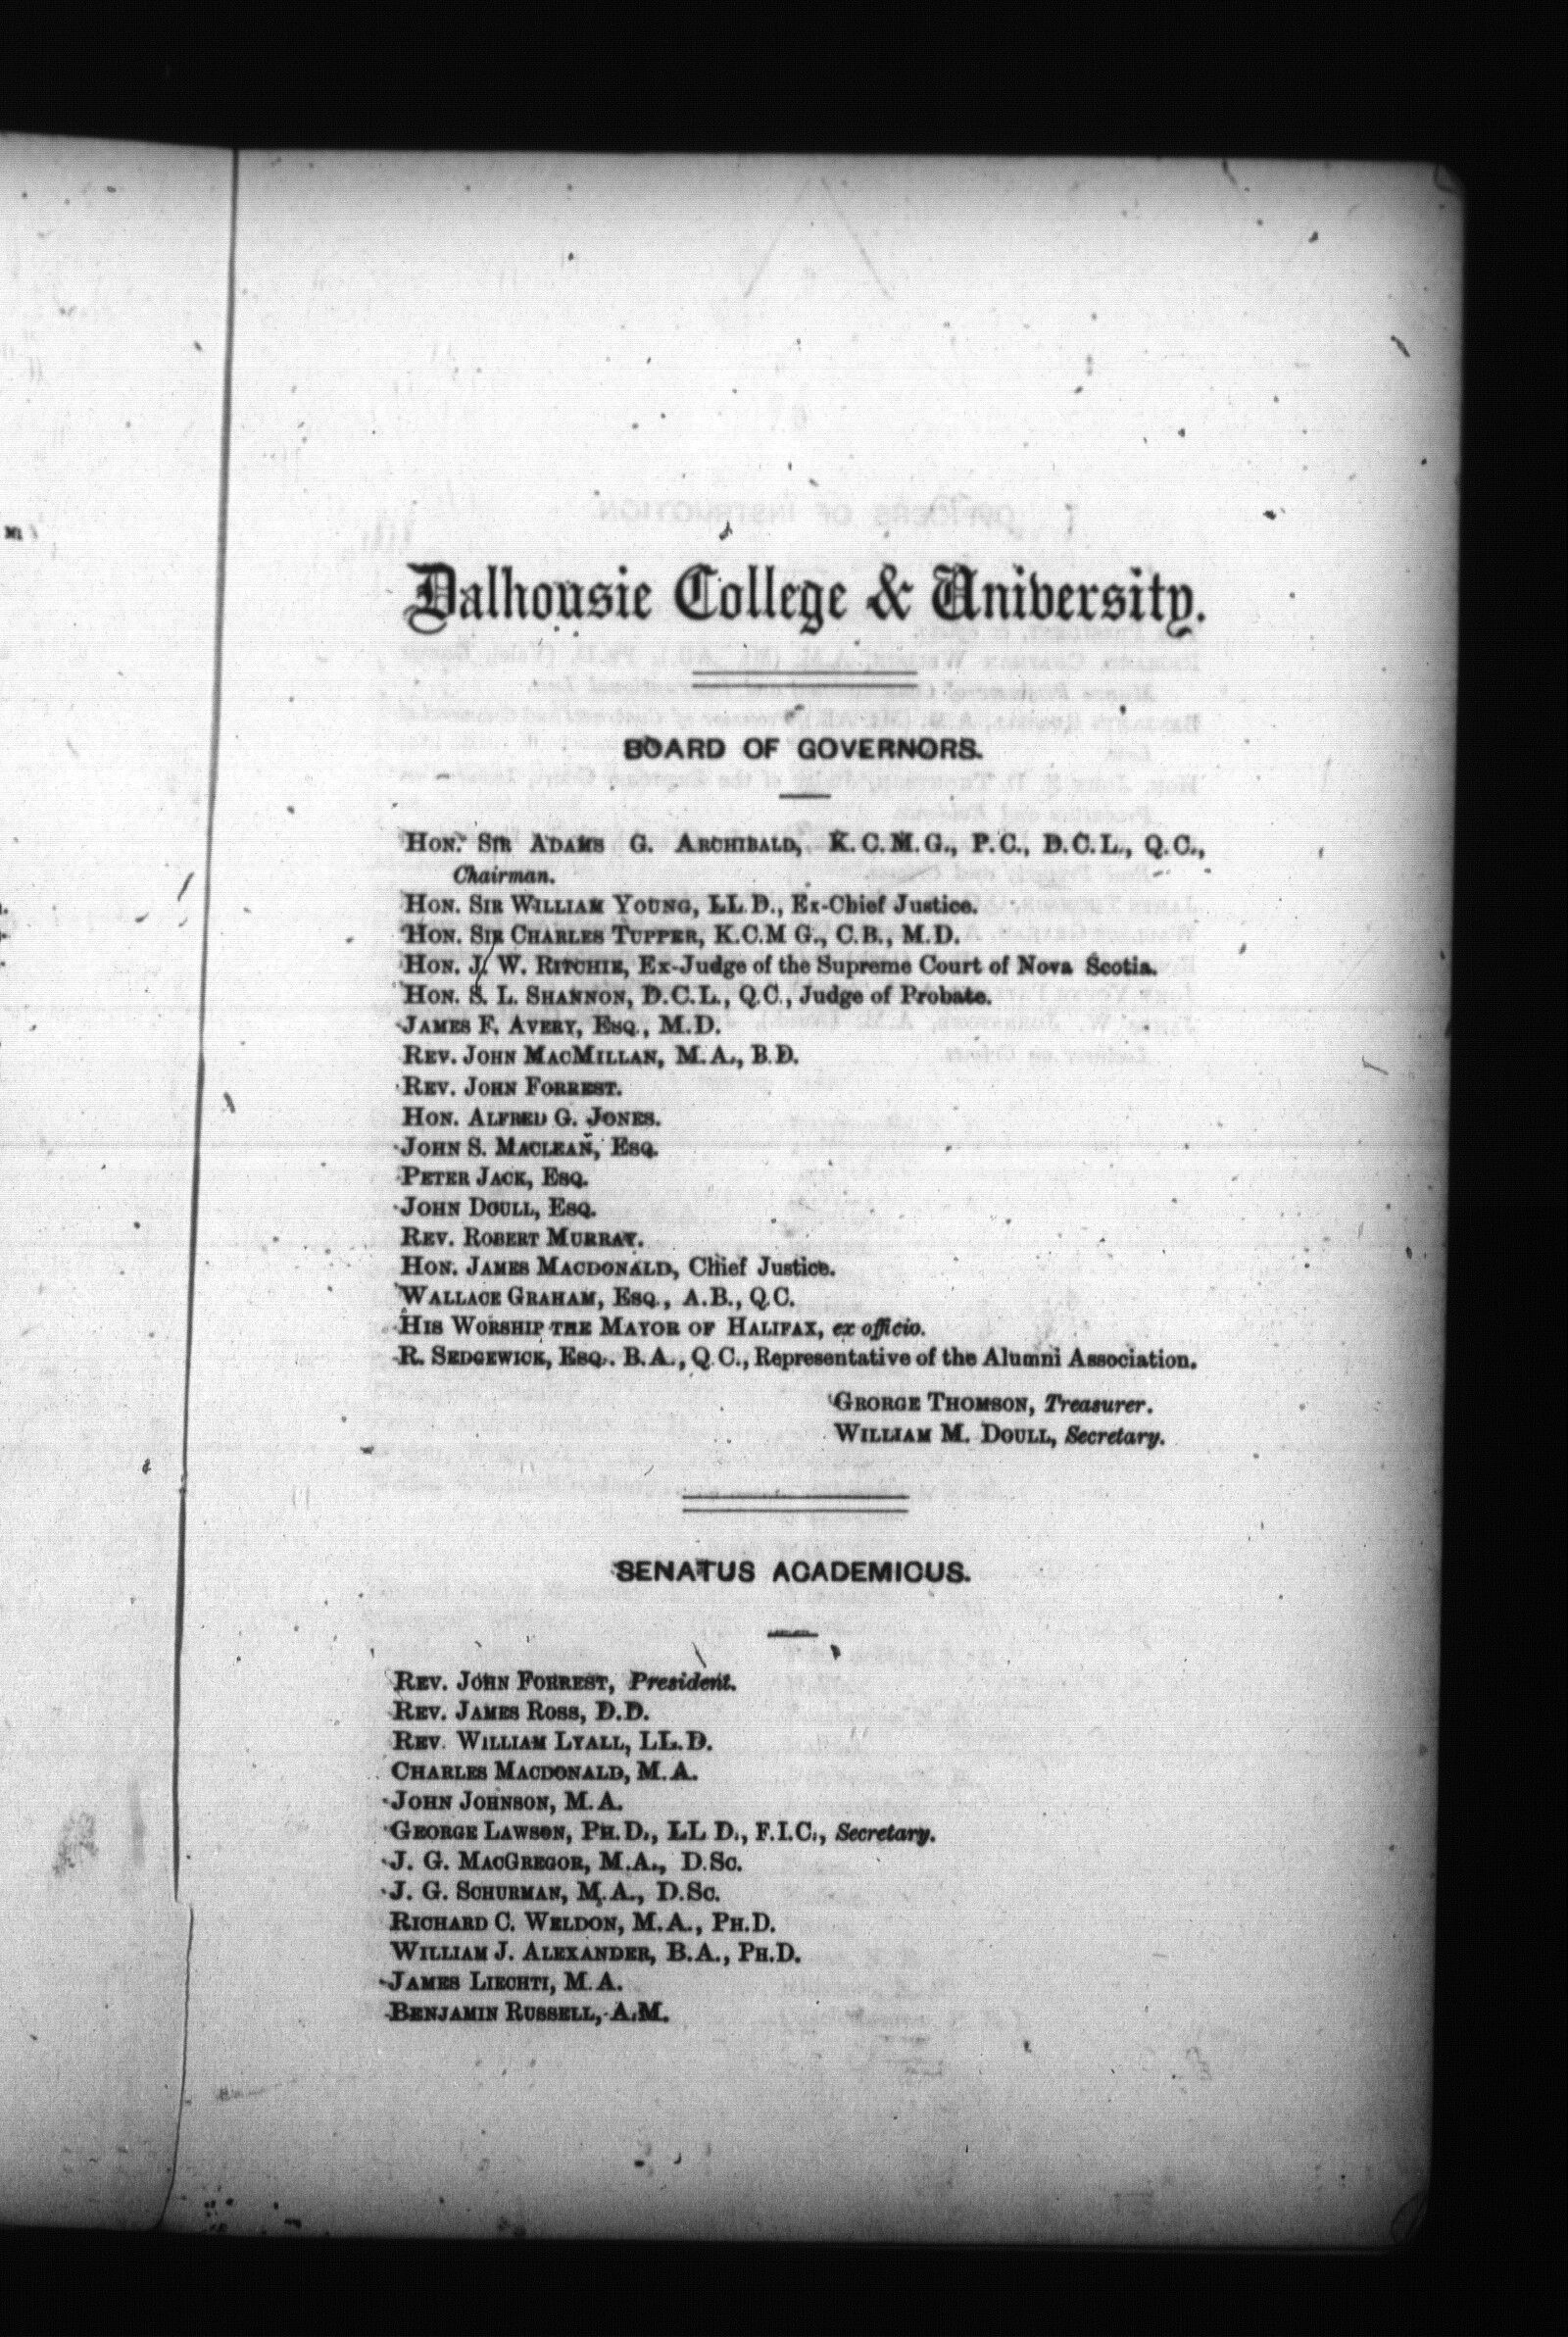 Dalhousie College & University.
BOARD OF GOVERNORS.
HON. SIR ADAMS G. ARCHIBALD, K.C.M.G., P.C., D.C.L., Q.C.,
Chairman.
HON. SIR WILLIAM YOUNG, LL.D., Ex-Chief Justice.
HON. SIR CHARLES TUPPER, K.C.M G., C.B., M.D.
HON. J. W. RITCHIE, Ex-Judge of the Supreme Court of Nova Scotia.
HON. S. L. SHANNON, D.C.L., Q.C., Judge of Probate.
JAMES F. AVERY, ESQ., M.D.
REV. JOHN MACMILLAN, M.A., B.D.
REV. JOHN FORREST.
HON. ALFRED G. JONES.
JOHN S. MACLEAN, ESQ.
PETER JACK, ESQ.
JOHN DOULL, ESQ.
REV. ROBERT MURRAY.
HON. JAMES MACDONALD, Chief Justice.
WALLACE GRAHAM, ESQ., A.B., Q.C.
HIS WORSHIP THE MAYOR OF HALIFAX, ex officio.
R. SEDGEWICK, ESQ.. B.A., Q.C., Representative of the Alumni Association.
GEORGE THOMSON, Treasurer.
WILLIAM M. DOULL, Secretary.
SENATUS ACADEMICUS.
REV. JOHN FORREST, President.
REV. JAMES ROSS, D.D.
REV. WILLIAM LYALL, LL.D.
CHARLES MACDONALD, M.A.
JOHN JOHNSON, M.A.
GEORGE LAWSON, PH.D., LL D., F.I.C., Secretary.
J. G. MACGREGOR, M.A., D.SC.
J. G. SCHURMAN, M.A., D.SC.
RICHARD C. WELDON, M.A., PH.D.
WILLIAM J. ALEXANDER, B.A., PH.D.
JAMES LIECHTI, M.A.
BENJAMIN RUSSELL, A.M.